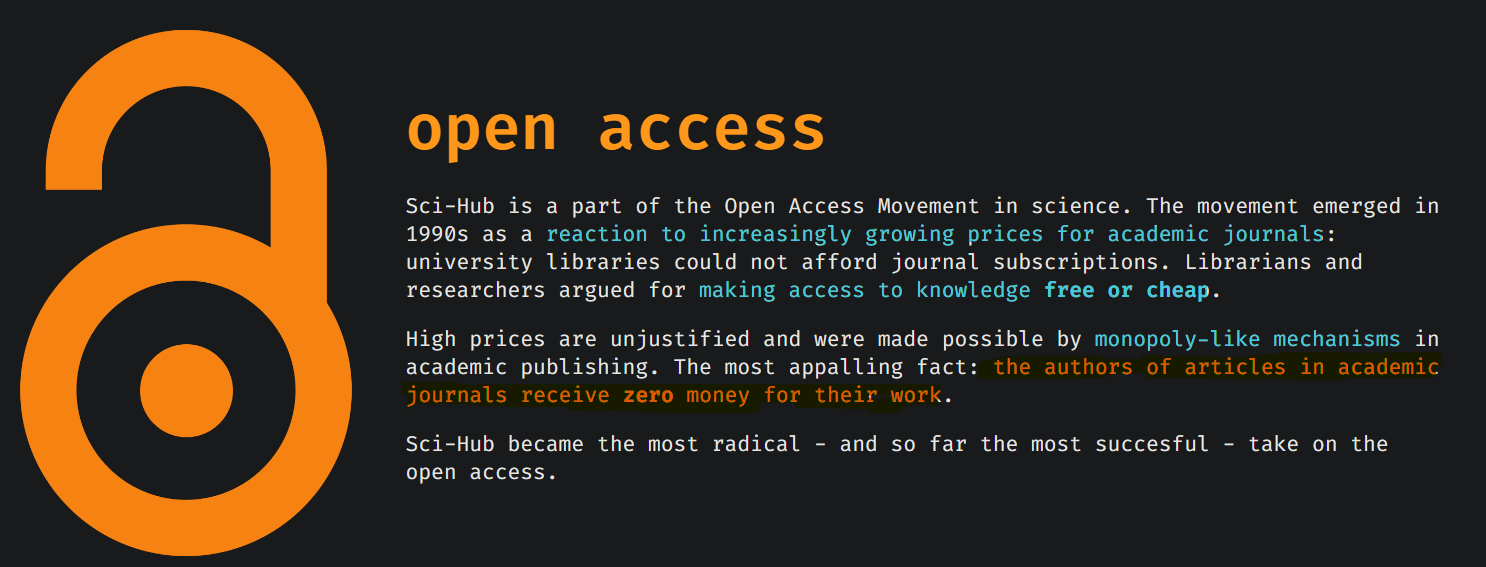 open access
Sci-Hub is a part of the Open Access Movement in science. The movement emerged in
1990s as a reaction to increasingly growing prices for academic journals:
university libraries could not afford journal subscriptions. Librarians and
researchers argued for making access to knowledge free or cheap.
High prices are unjustified and were made possible by monopoly-like mechanisms in
academic publishing. The most appalling fact: the authors of articles in academic
journals receive zero money for their work.
Sci-Hub became the most radical - and so far the most succesful - take on the
open access.